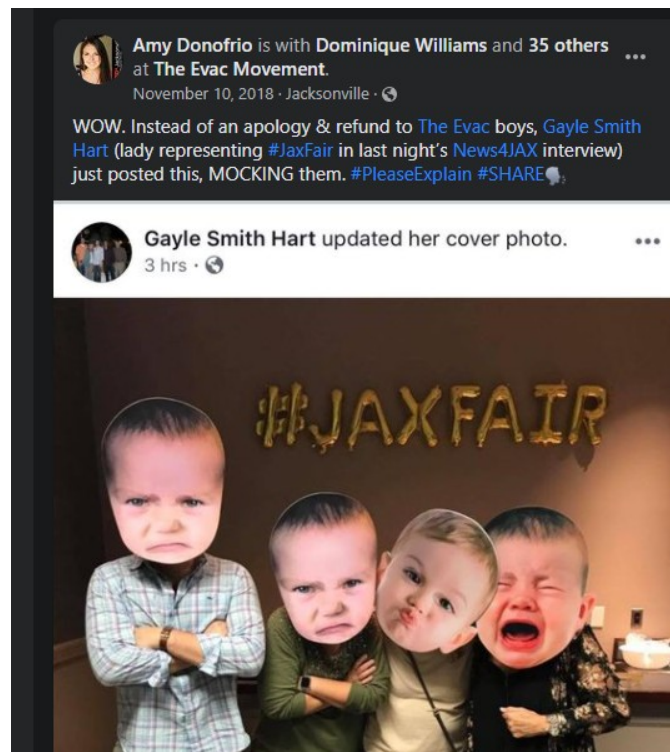 Amy Donofrio is with Dominique Williams and 35 others
at The Evac Movement.
November 10, 2018 · Jacksonville ·
WOW. Instead of an apology & refund to The Evac boys, Gayle Smith
Hart (lady representing #JaxFair in last night's News4JAX interview)
just posted this, MOCKING them. #PleaseExplain #SHARE🗣️
Gayle Smith Hart updated her cover photo.
3 hrs ·
#JAXFAIR